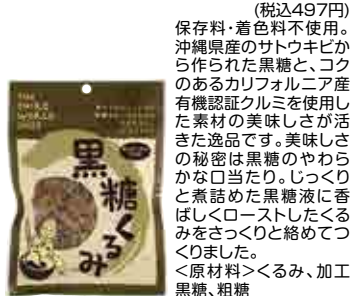 (税込497円)
保存料・着色料不使用。
沖縄県産のサトウキビか
ら作られた黒糖と、コク
のあるカリフォルニア産
有機認証クルミを使用し
た素材の美味しさが活
きた逸品です。美味しさ
の秘密は黒糖のやわら
かな口当たり。じっくり
と煮詰めた黒糖液に香
ばしくローストしたくる
みをさっくりと絡めてつ
くりました。
<原材料>くるみ、加工
黒糖、粗糖
黒糖くるみ